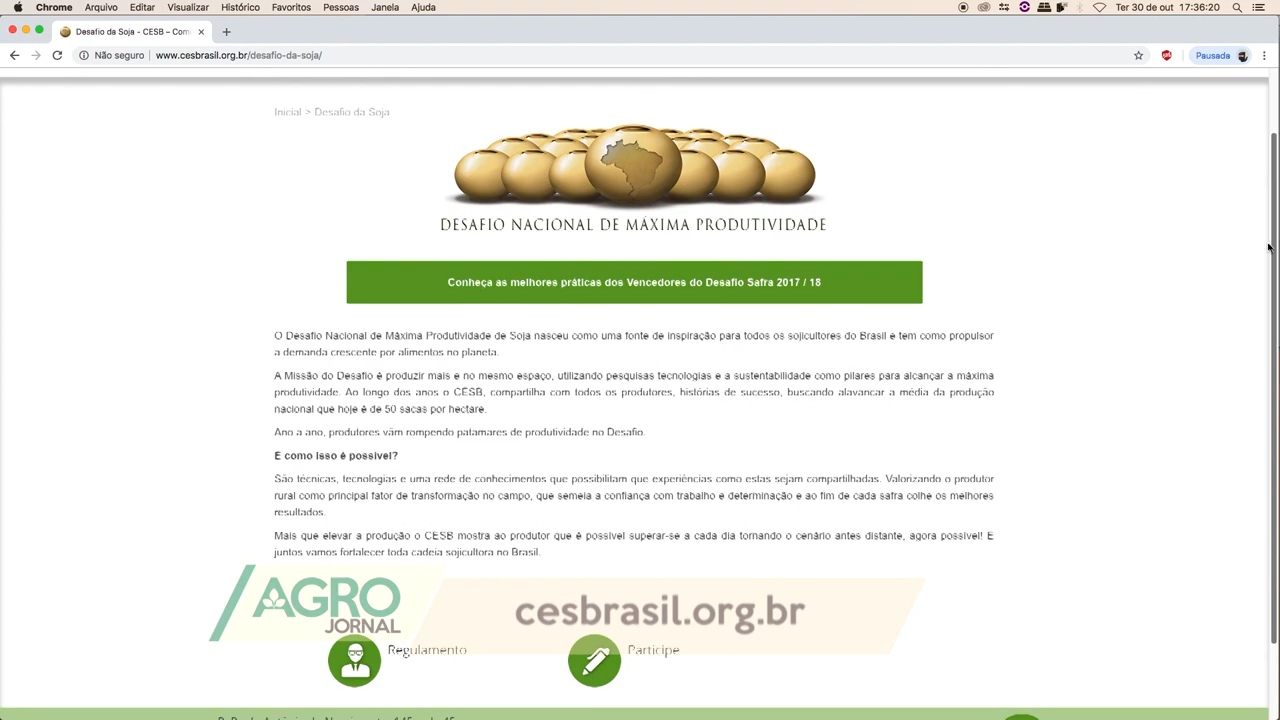 Chrome Arquivo Editar Visualizar Histórico Favoritos Pessoas Janela Ajuda Ter 30 de out 17:36:20
Desafio da Soja - CESB – Com
Não seguro www.cesbrasil.org.br/desafio-da-soja/ Pausada
Inicial > Desafio da Soja
DESAFIO NACIONAL DE MÁXIMA PRODUTIVIDADE
Conheça as melhores práticas dos Vencedores do Desafio Safra 2017 / 18
O Desafio Nacional de Máxima Produtividade de Soja nasceu como uma fonte de inspiração para todos os sojicultores do Brasil e tem como propulsor
a demanda crescente por alimentos no planeta.
A Missão do Desafio é produzir mais e no mesmo espaço, utilizando pesquisas tecnologias e a sustentabilidade como pilares para alcançar a máxima
produtividade. Ao longo dos anos o CESB, compartilha com todos os produtores, histórias de sucesso, buscando alavancar a média da produção
nacional que hoje é de 50 sacas por hectare.
Ano a ano, produtores vâm rompendo patamares de produtividade no Desafio.
E como isso é possível?
São técnicas, tecnologias e uma rede de conhecimentos que possibilitam que experiências como estas sejam compartilhadas. Valorizando o produtor
rural como principal fator de transformação no campo, que semeia a confiança com trabalho e determinação e ao fim de cada safra colhe os melhores
resultados.
Mais que elevar a produção o CESB mostra ao produtor que é possível superar-se a cada dia tornando o cenário antes distante, agora possível! E
juntos vamos fortalecer toda cadeia sojicultora no Brasil.
AGRO
JORNAL
cesbrasil.org.br
Regulamento Participe